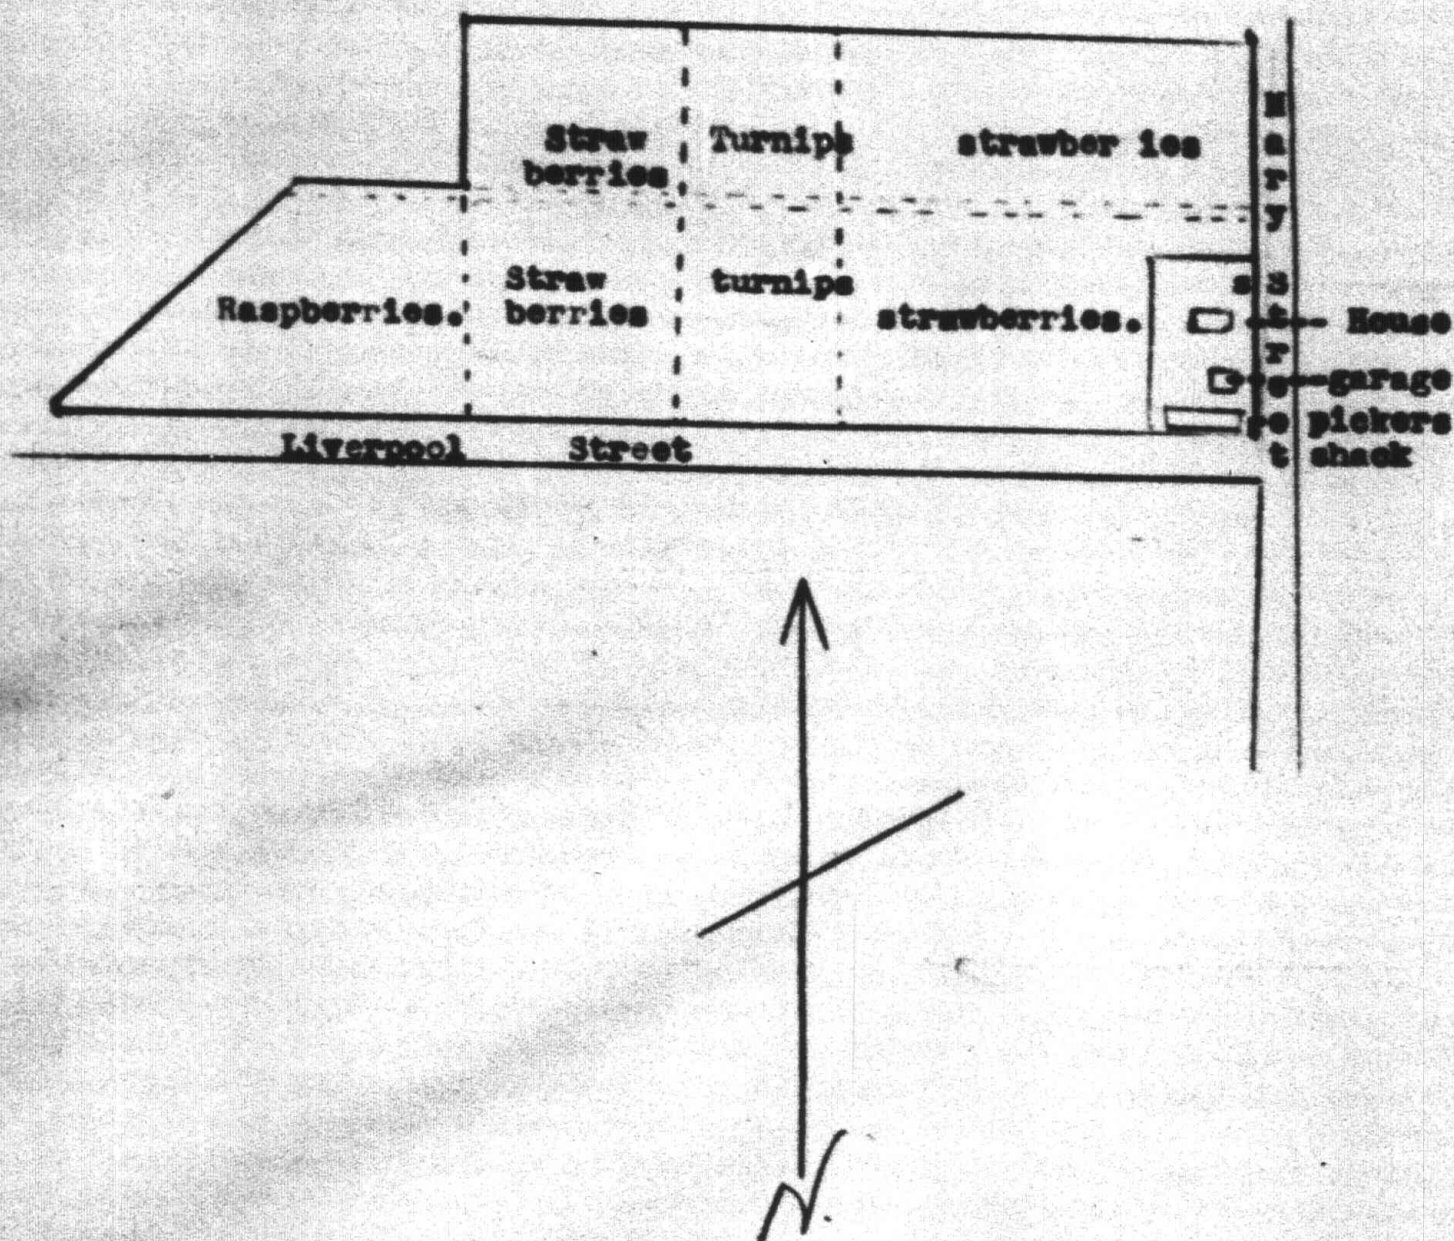 Straw
berries
Turnips
strawber ies
Mary Street
Raspberries.
Straw
berries
turnips
strawberries.
s
House
garage
pickers
shack
Liverpool Street
N